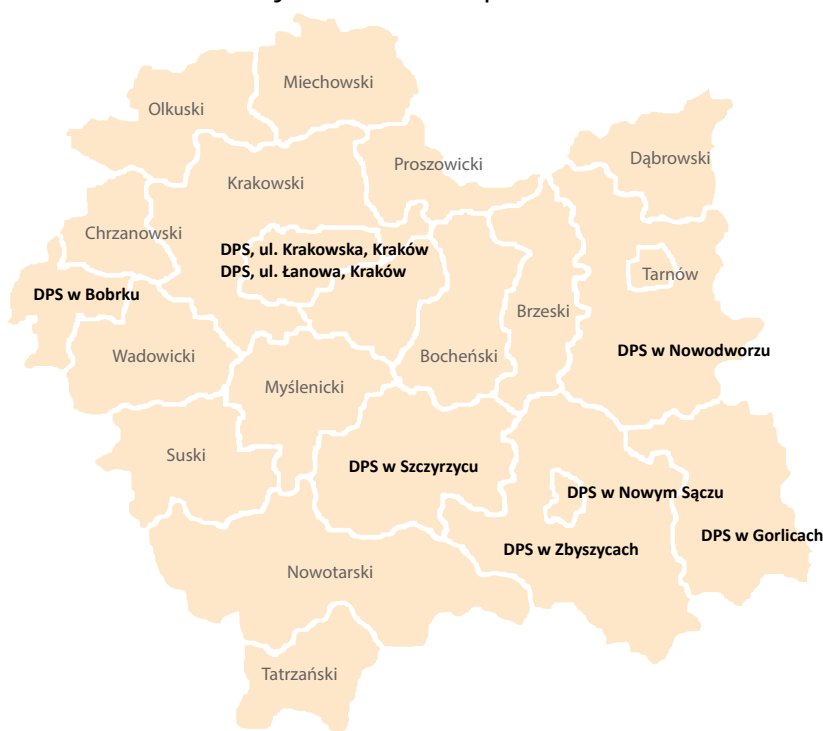 Miechowski
Olkuski
Proszowicki
Dąbrowski
Krakowski
Chrzanowski
DPS, ul. Krakowska, Kraków
DPS, ul. Łanowa, Kraków
Tarnów
DPS w Bobrku
Brzeski
Wadowicki
Bocheński
DPS w Nowodworzu
Myślenicki
Suski
DPS w Szczyrzycu
DPS w Nowym Sączu
DPS w Gorlicach
DPS w Zbyszycach
Nowotarski
Tatrzański